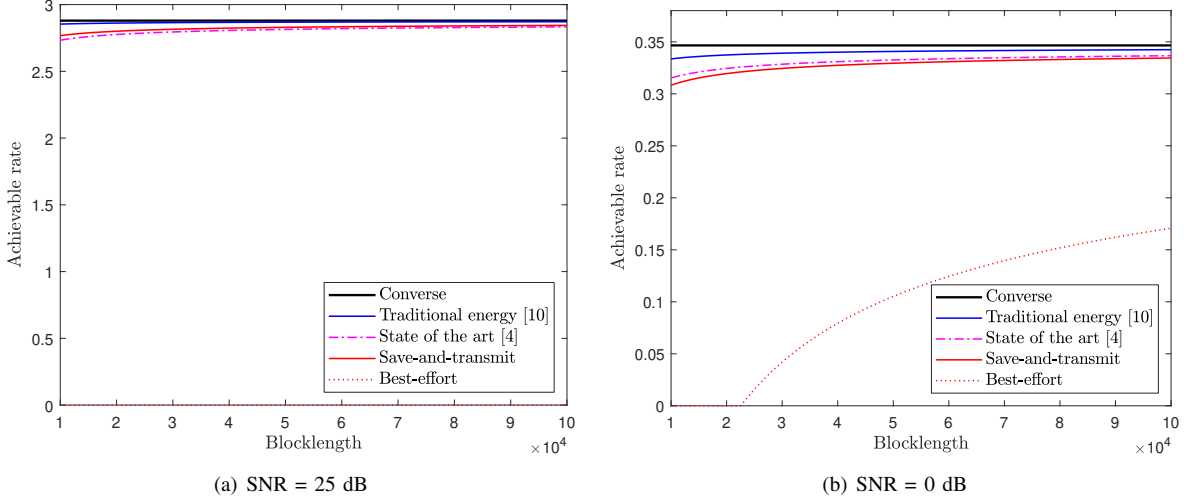 3
2.5
2
1.5
1
0.5
0
Achievable rate
Converse
Traditional energy [10]
State of the art [4]
Save-and-transmit
Best-effort
1 2 3 4 5 6 7 8 9 10
Blocklength
×10^4
(a) SNR = 25 dB
0.35
0.3
0.25
0.2
0.15
0.1
0.05
0
Achievable rate
Converse
Traditional energy [10]
State of the art [4]
Save-and-transmit
Best-effort
1 2 3 4 5 6 7 8 9 10
Blocklength
×10^4
(b) SNR = 0 dB